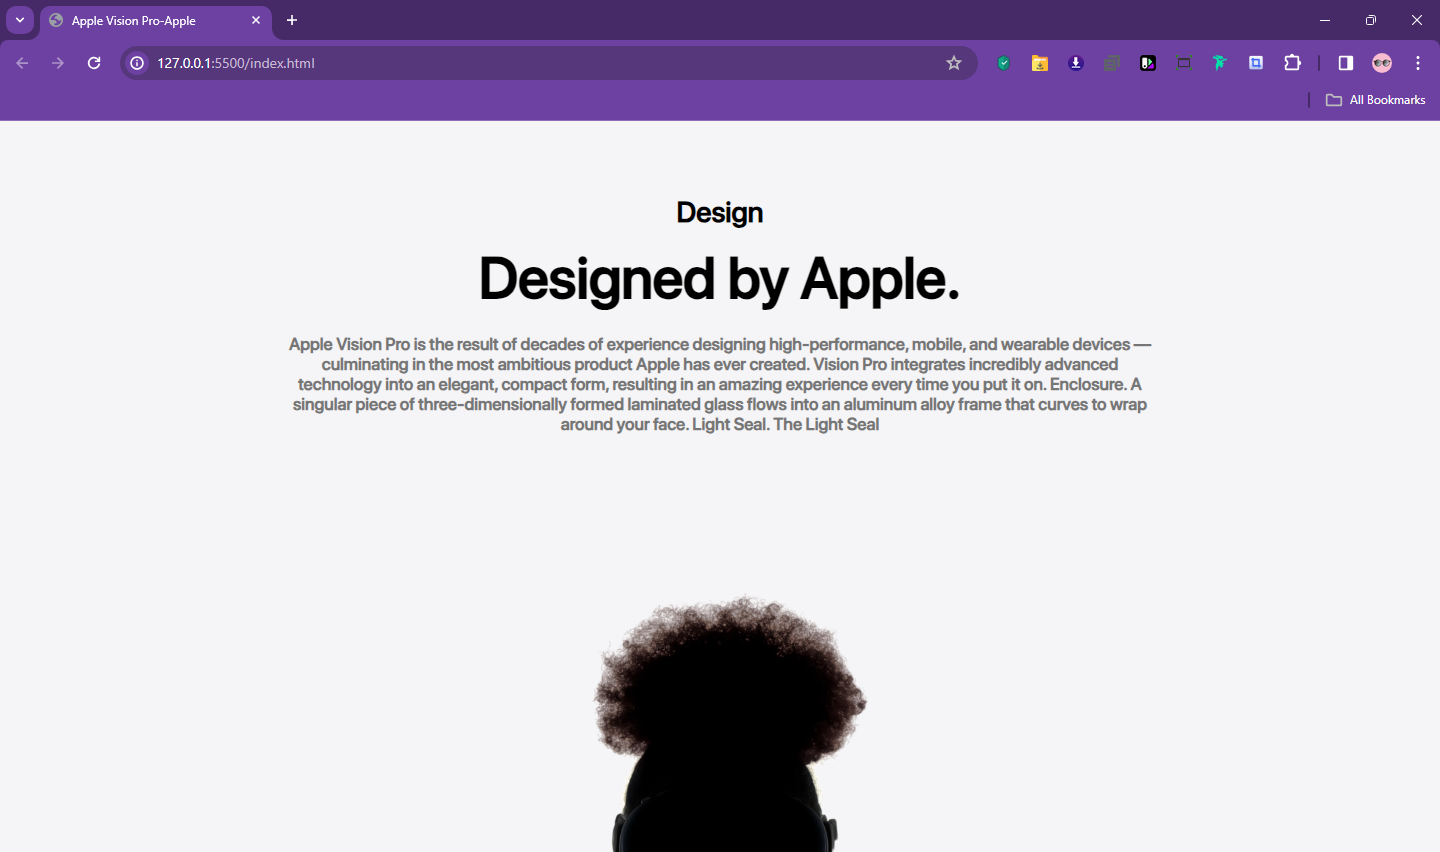 Apple Vision Pro-Apple
127.0.0.1:5500/index.html
All Bookmarks
Design
Designed by Apple.
Apple Vision Pro is the result of decades of experience designing high-performance, mobile, and wearable devices —
culminating in the most ambitious product Apple has ever created. Vision Pro integrates incredibly advanced
technology into an elegant, compact form, resulting in an amazing experience every time you put it on. Enclosure. A
singular piece of three-dimensionally formed laminated glass flows into an aluminum alloy frame that curves to wrap
around your face. Light Seal. The Light Seal